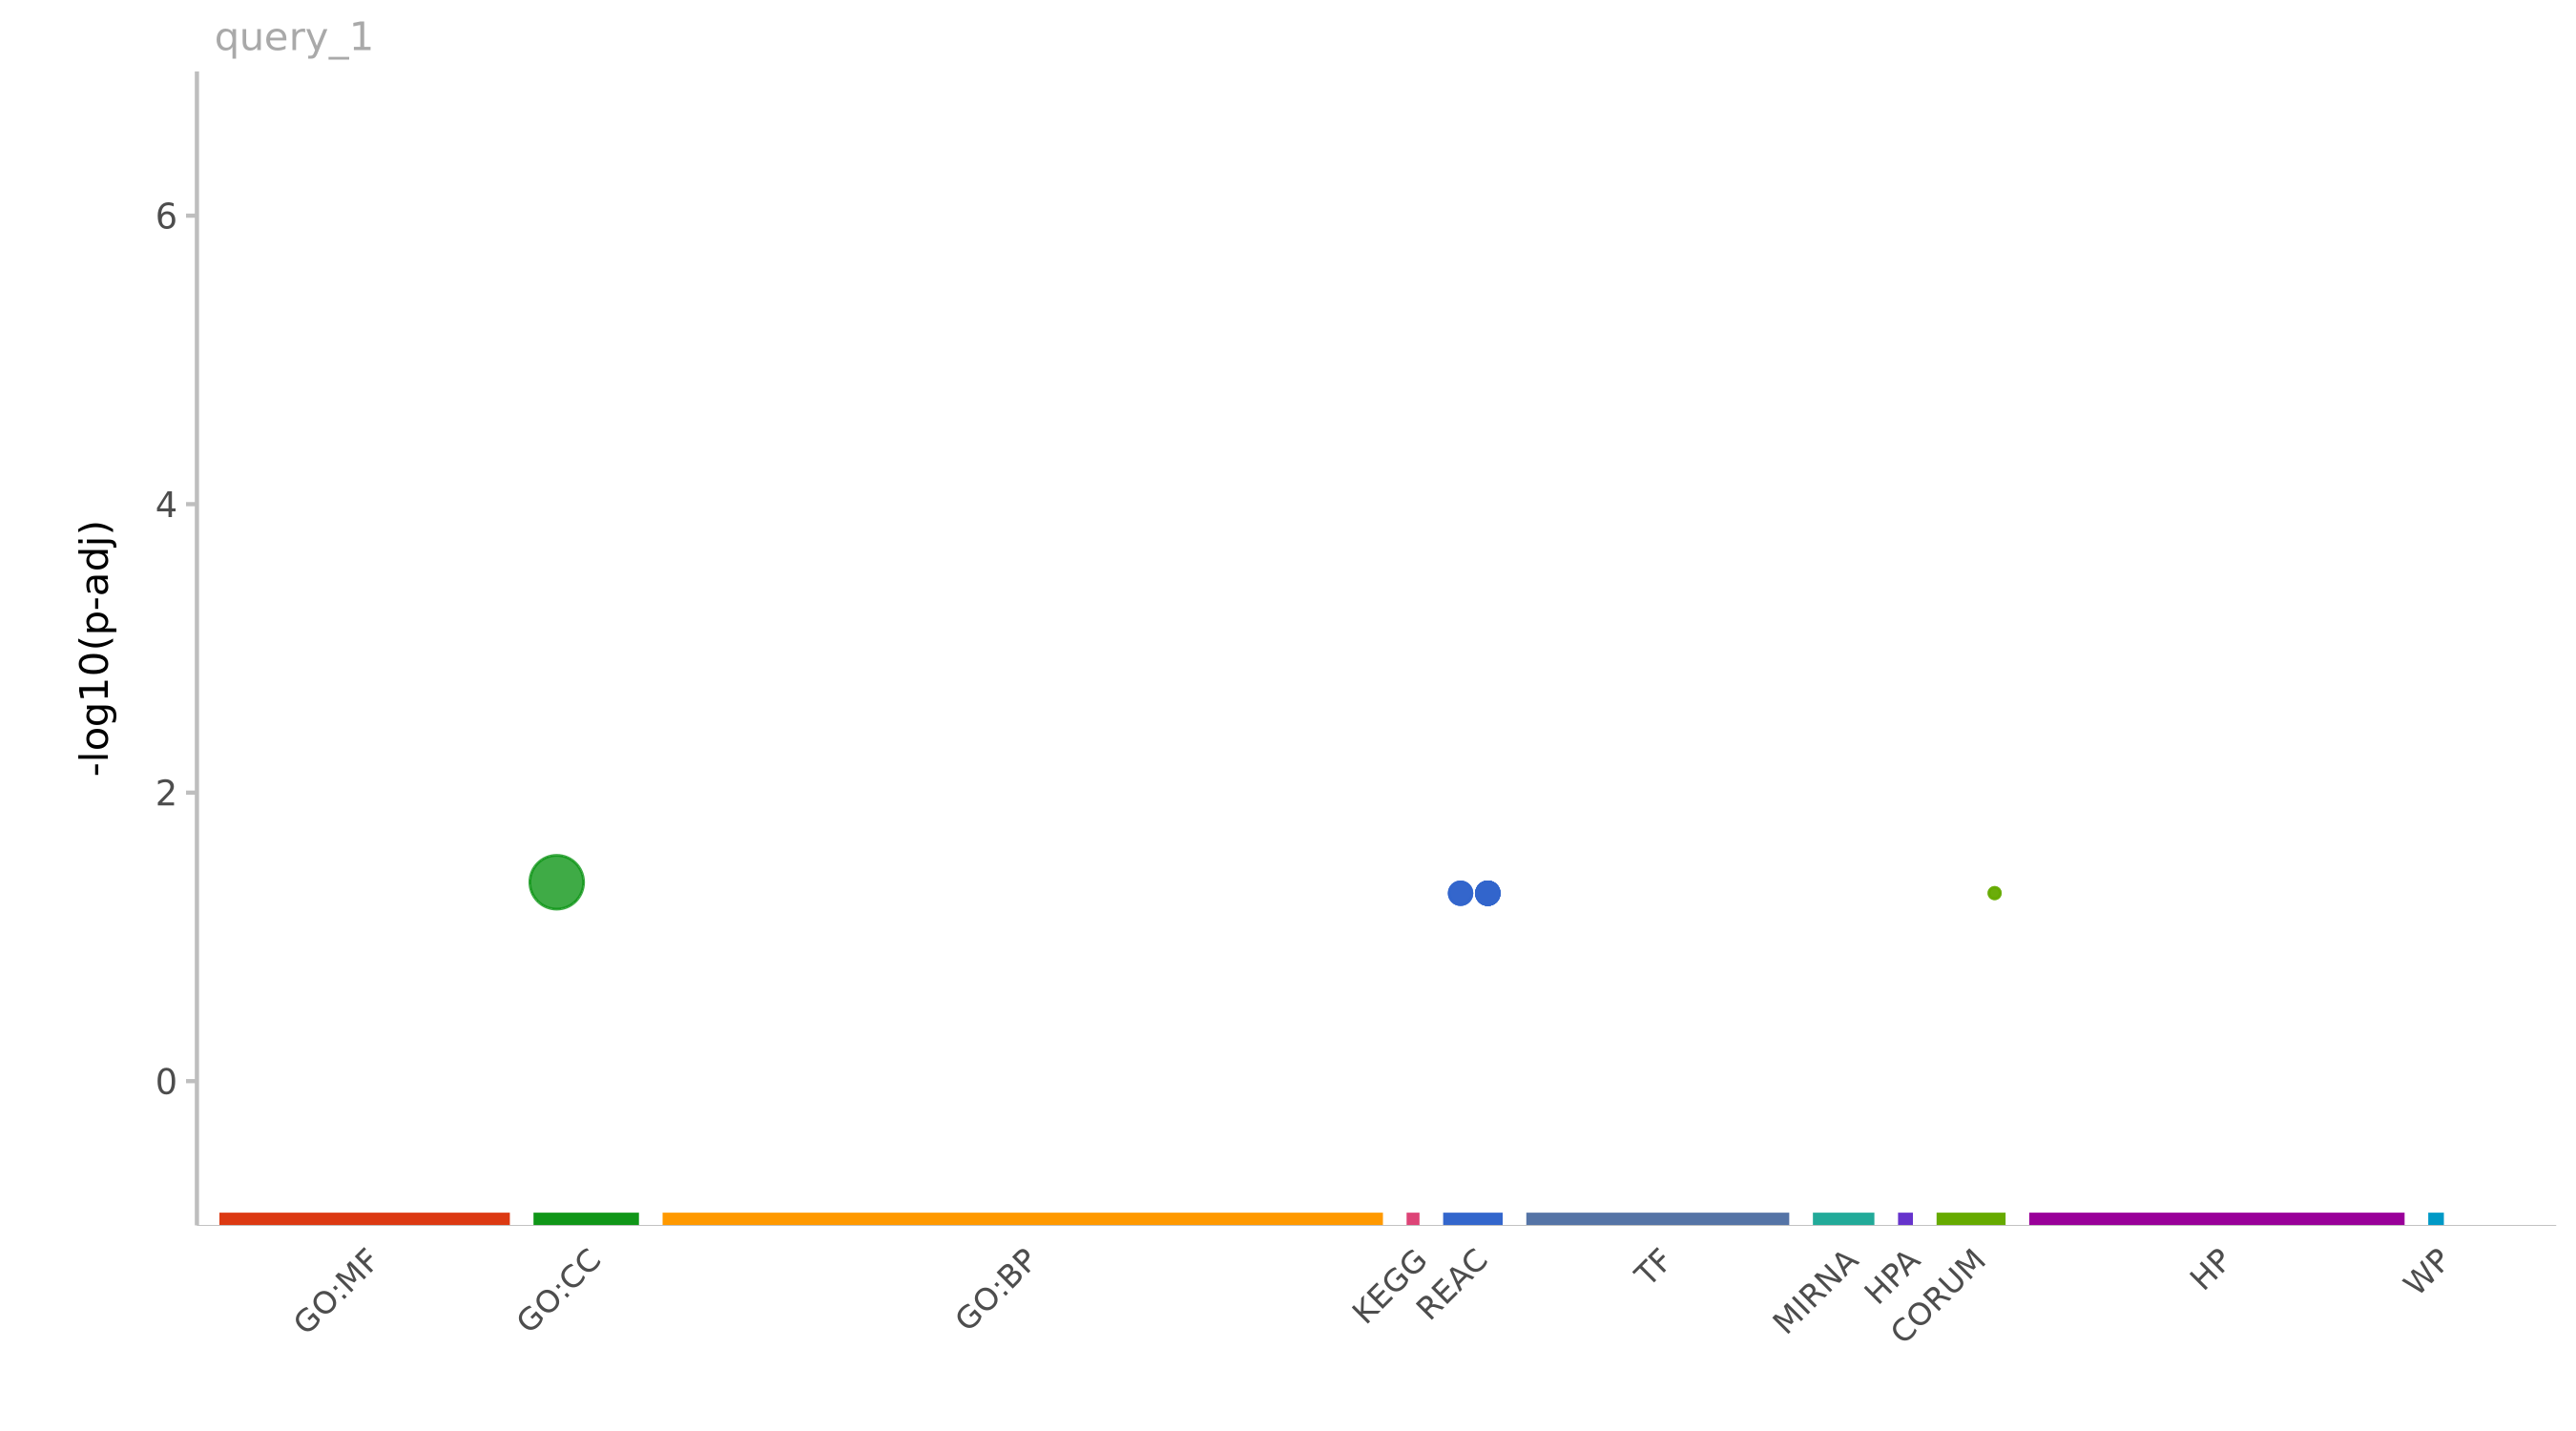 query_1
6
4
2
0
-log10(p-adj)
GO:MF
GO:CC
GO:BP
KEGG
REAC
TF
MIRNA
HPA
CORUM
HP
WP